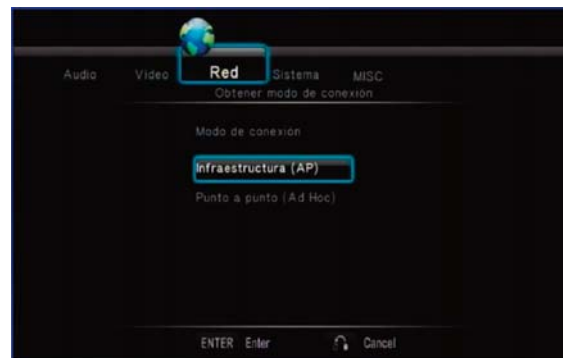 Audio Video Red Sistema MISC
Obtener modo de conexión
Modo de conexion
Infraestructura (AP)
Punto a punto (Ad Hoc)
ENTER Enter Cancel